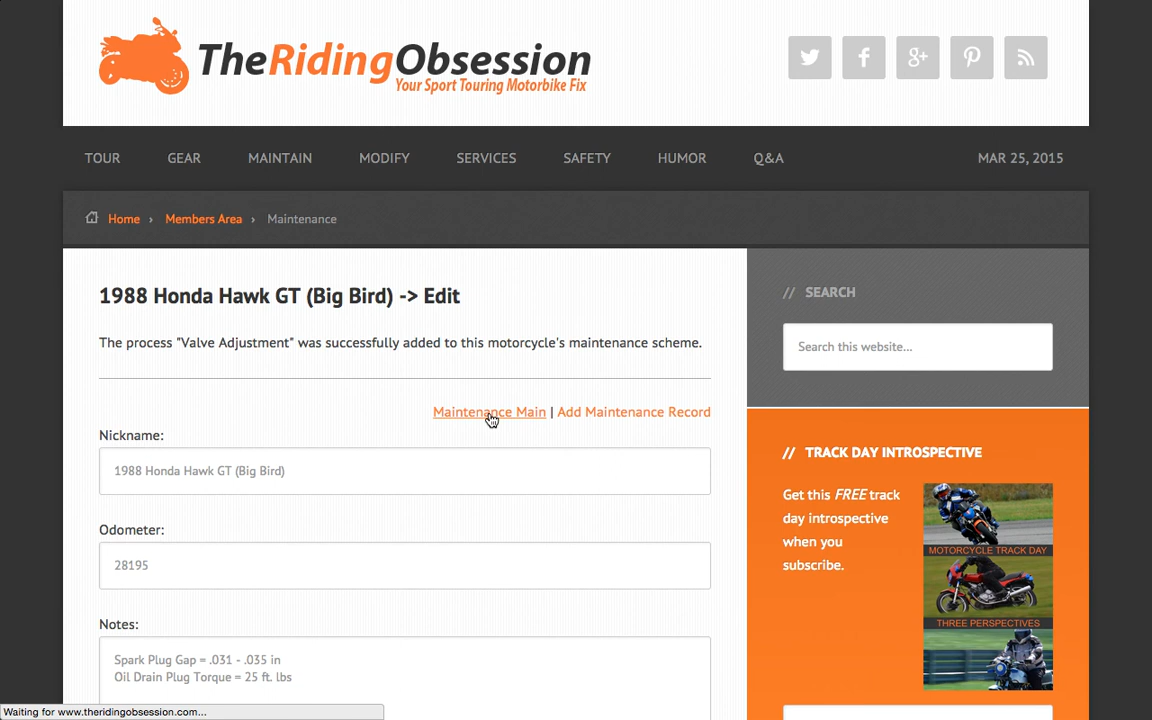 TheRidingObsession
Your Sport Touring Motorbike Fix
TOUR GEAR MAINTAIN MODIFY SERVICES SAFETY HUMOR Q&A MAR 25, 2015
Home › Members Area › Maintenance
1988 Honda Hawk GT (Big Bird) -> Edit
The process "Valve Adjustment" was successfully added to this motorcycle's maintenance scheme.
Maintenance Main | Add Maintenance Record
Nickname:
1988 Honda Hawk GT (Big Bird)
Odometer:
28195
Notes:
Spark Plug Gap = .031 - .035 in
Oil Drain Plug Torque = 25 ft. lbs
// SEARCH
Search this website...
// TRACK DAY INTROSPECTIVE
Get this FREE track
day introspective
when you
subscribe.
MOTORCYCLE TRACK DAY
THREE PERSPECTIVES
Waiting for www.theridingobsession.com...